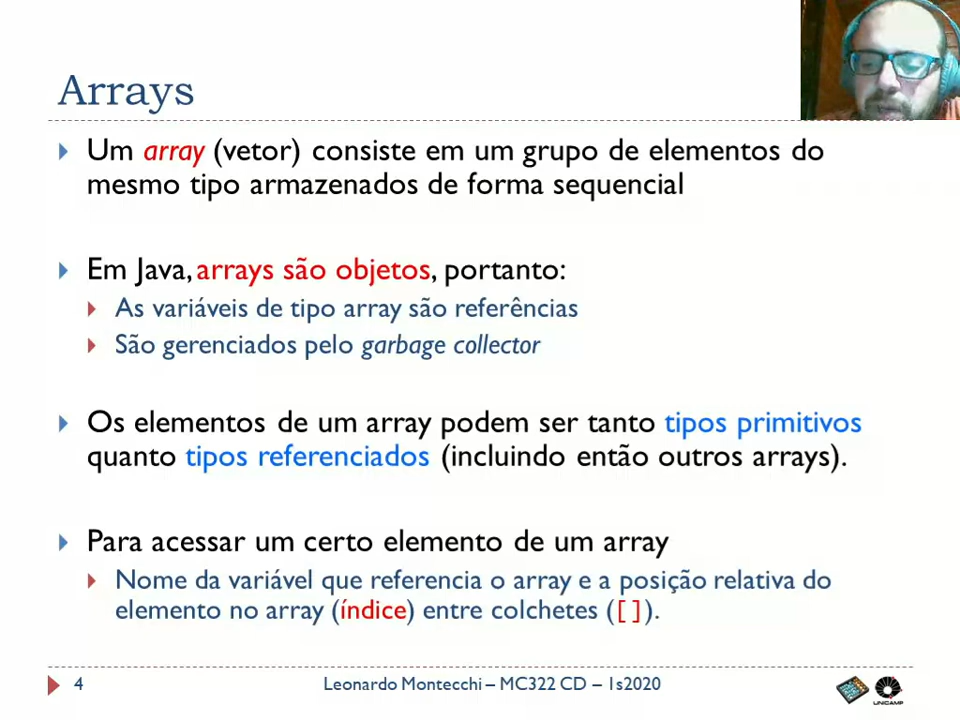 Arrays
Um array (vetor) consiste em um grupo de elementos do
mesmo tipo armazenados de forma sequencial
Em Java, arrays são objetos, portanto:
As variáveis de tipo array são referências
São gerenciados pelo garbage collector
Os elementos de um array podem ser tanto tipos primitivos
quanto tipos referenciados (incluindo então outros arrays).
Para acessar um certo elemento de um array
Nome da variável que referencia o array e a posição relativa do
elemento no array (índice) entre colchetes ([]).
4
Leonardo Montecchi – MC322 CD – 1s2020
UNICAMP